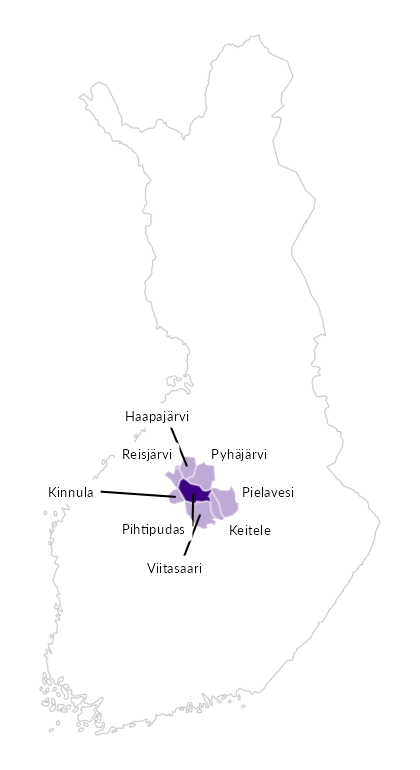 Haapajärvi
Reisjärvi
Pyhäjärvi
Kinnula
Pielavesi
Pihtipudas
Keitele
Viitasaari